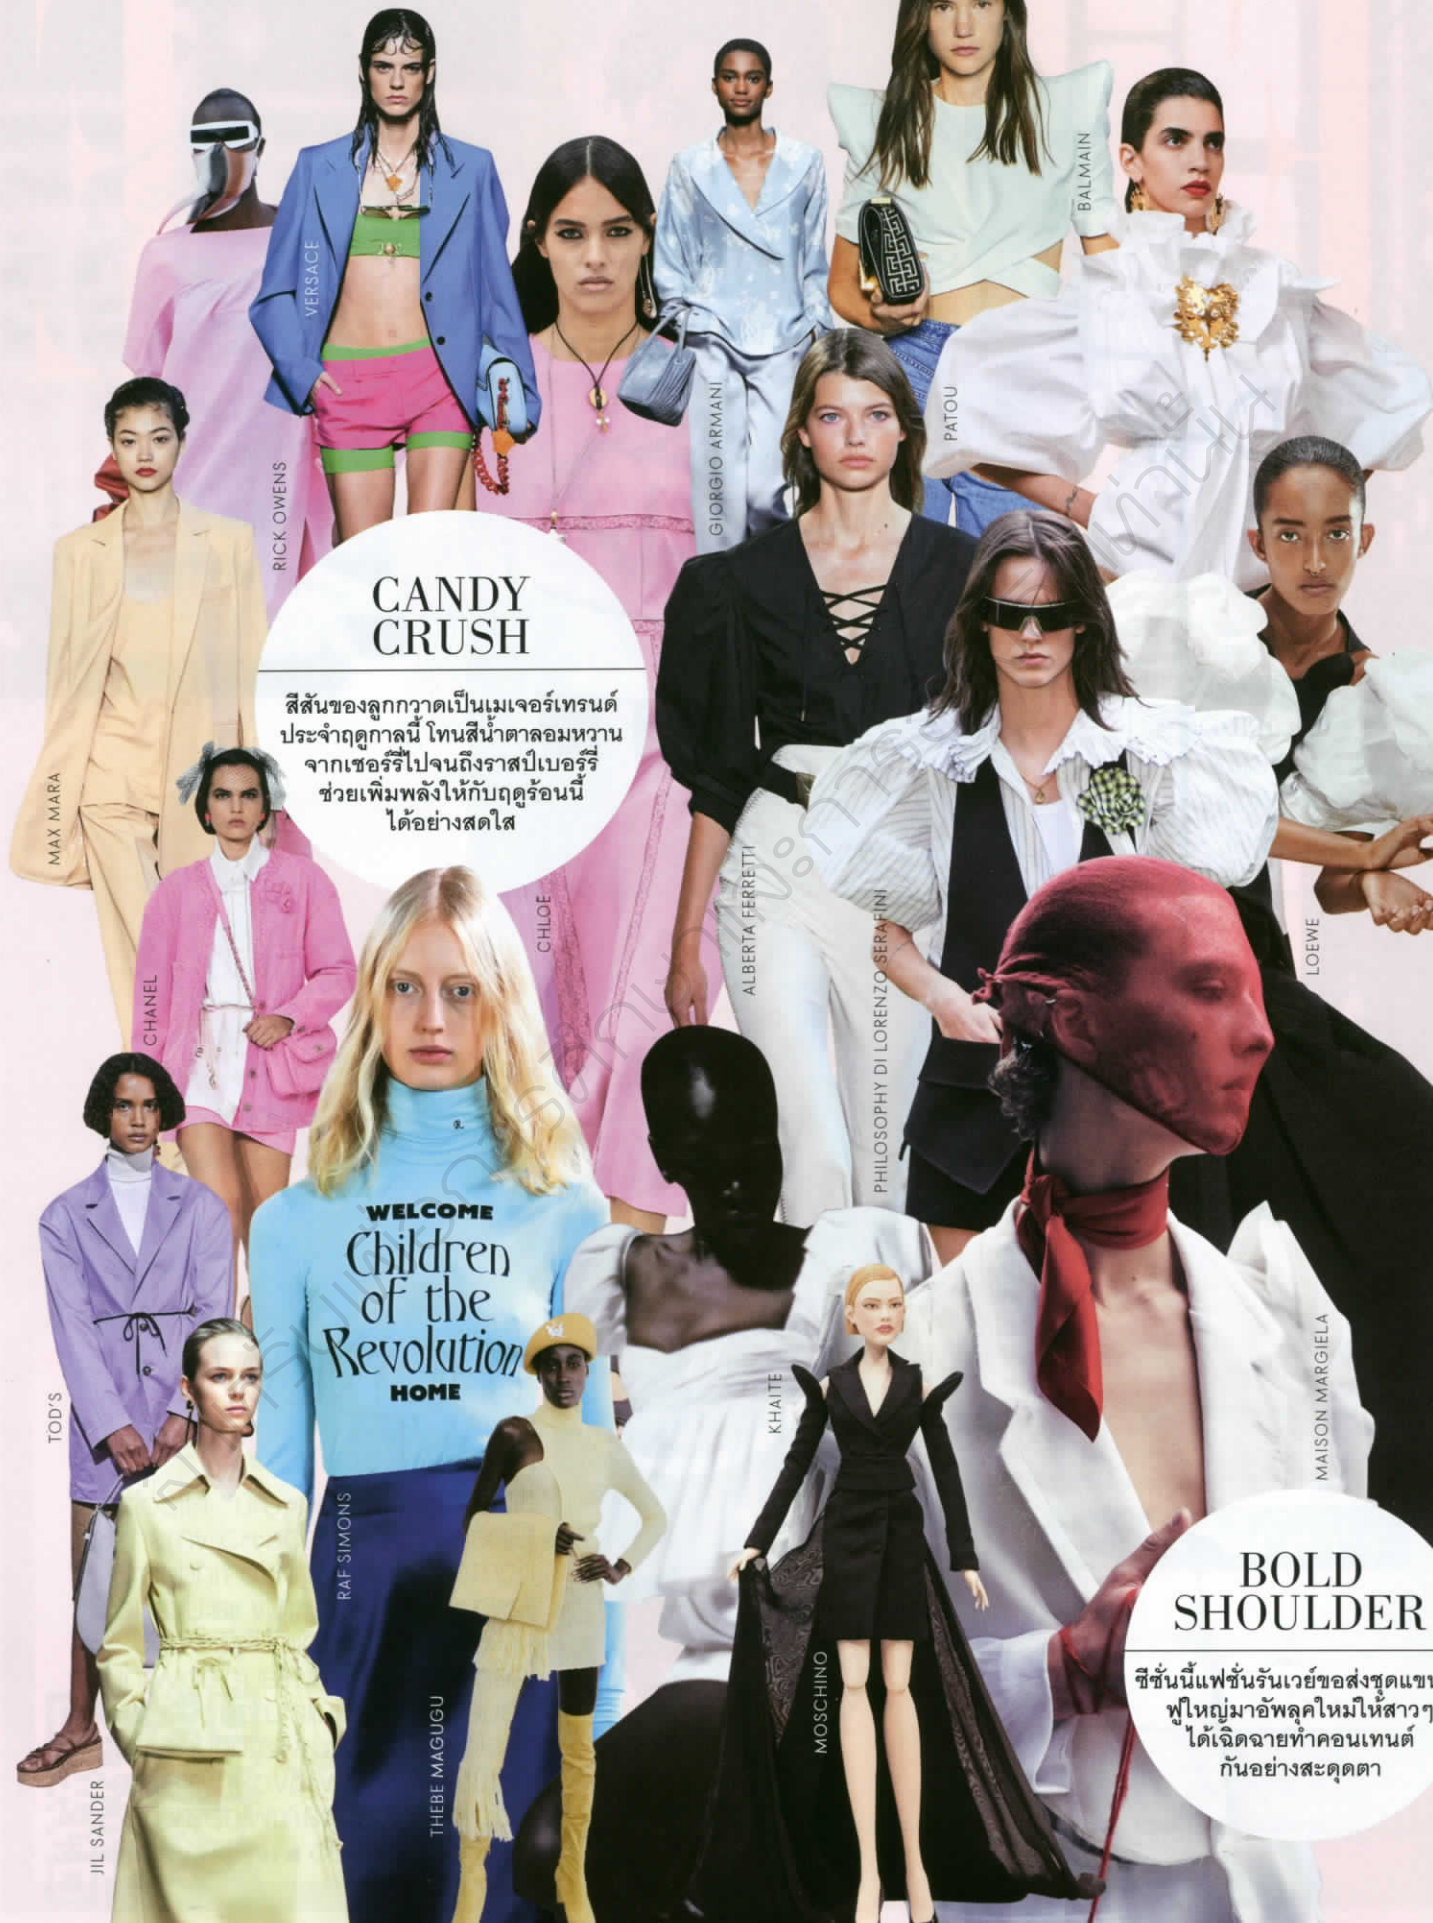 VERSACE
BALMAIN
RICK OWENS
GIORGIO ARMANI
PATOU
CANDY
CRUSH
สีสันของลูกกวาดเป็นเมเจอร์เทรนด์
ประจำฤดูกาลนี้ โทนสีน้ำตาลอมหวาน
จากเชอร์รี่ไปจนถึงราสป์เบอร์รี่
ช่วยเพิ่มพลังให้กับฤดูร้อนนี้
ได้อย่างสดใส
MAX MARA
CHLOÉ
ALBERTA FERRETTI
PHILOSOPHY DI LORENZO SERAFINI
LOEWE
CHANEL
WELCOME
Children
of the
Revolution
HOME
TOD'S
RAF SIMONS
KHAITE
MAISON MARGIELA
BOLD
SHOULDER
ซีซั่นนี้แฟชั่นรันเวย์ขอส่งชุดแขน
ฟูใหญ่มาอัพลุคใหม่ให้สาวๆ
ได้เฉิดฉายทำคอนเทนต์
กันอย่างสะดุดตา
MOSCHINO
THEBE MAGUGU
JIL SANDER